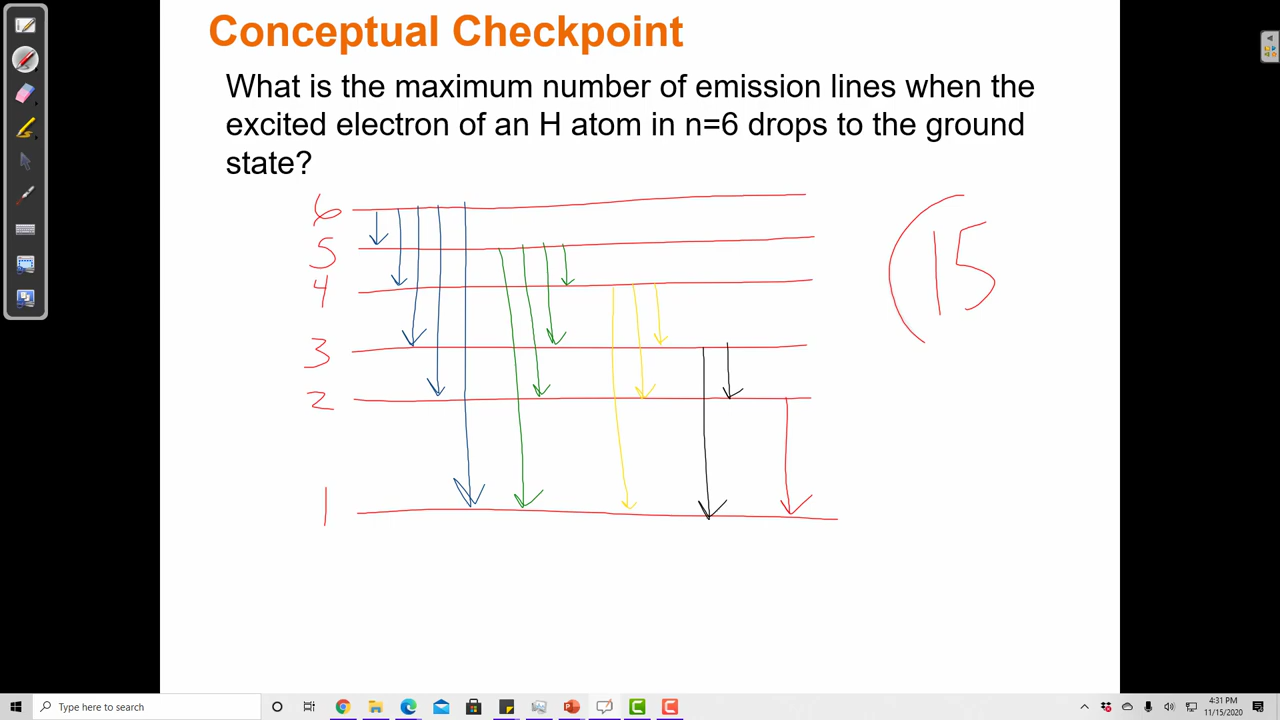 Conceptual Checkpoint
What is the maximum number of emission lines when the
excited electron of an H atom in n=6 drops to the ground
state?
6
5
4
3
2
1
15
Type here to search
4:31 PM
11/15/2020